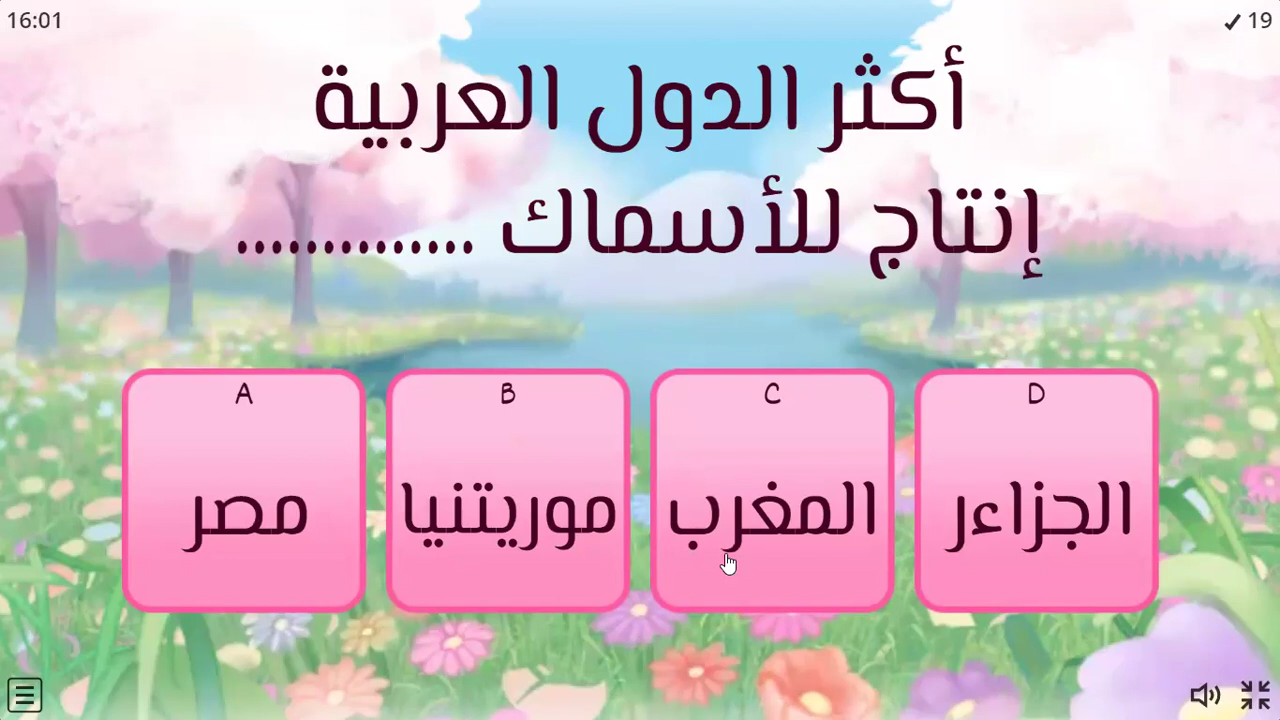 16:01
19
أكثر الدول العربية
إنتاج للأسماك ..............
A
مصر
B
موريتنيا
C
المغرب
D
الجزاءر